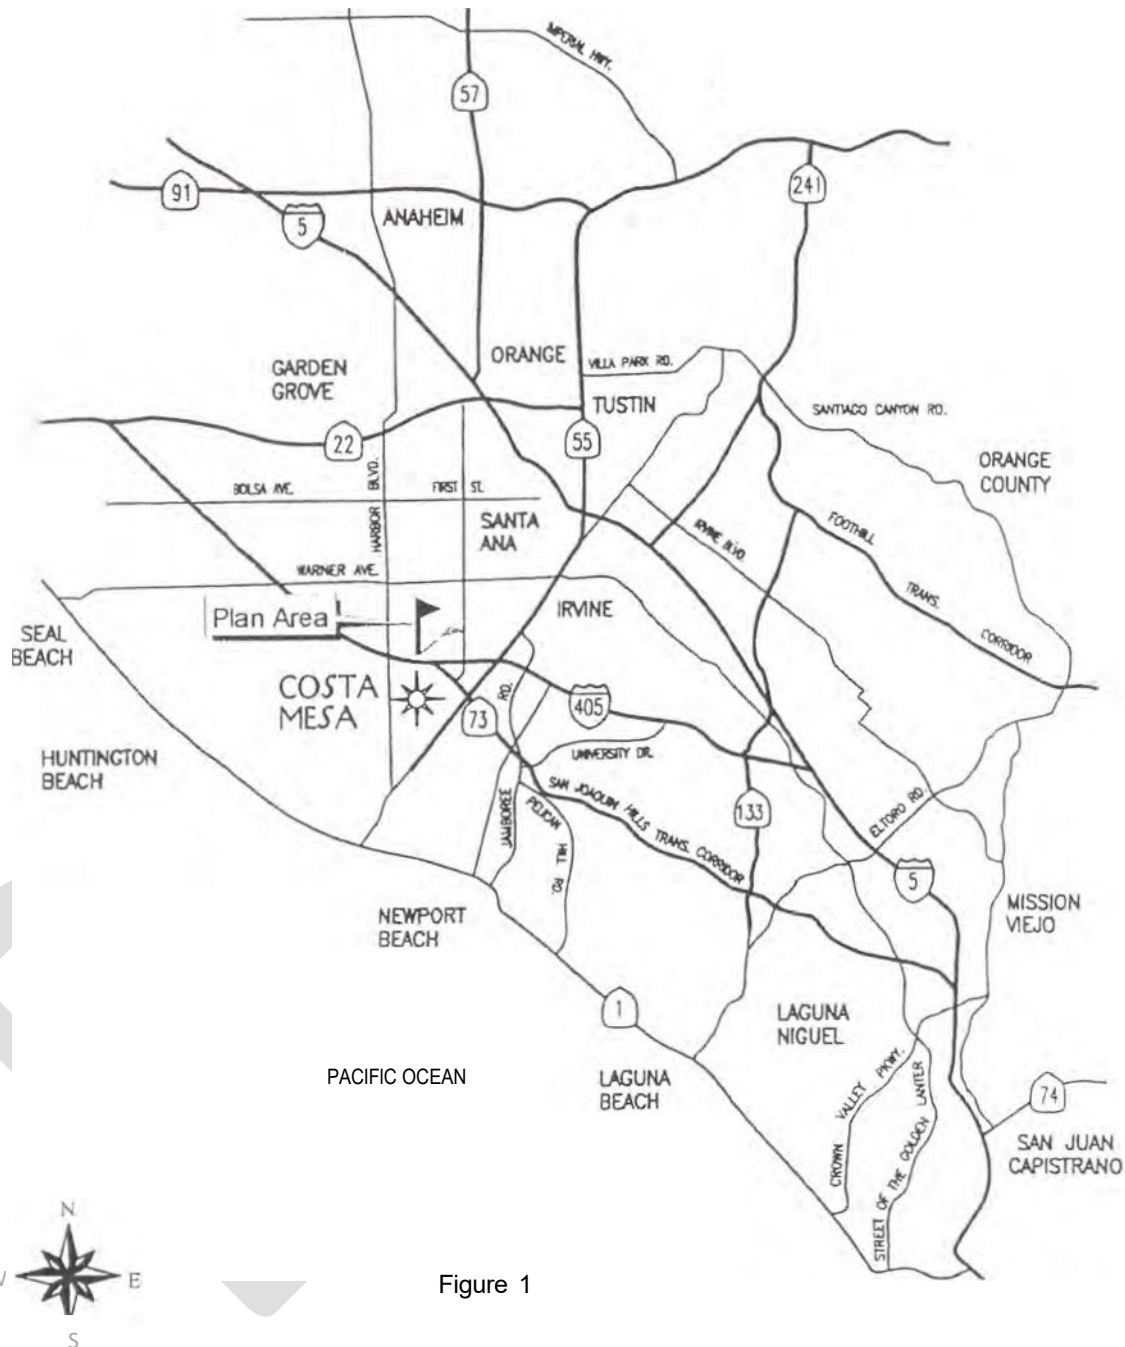 IMPERIAL HWY.
57
91
241
5
ANAHEIM
ORANGE
VILLA PARK RD.
GARDEN
GROVE
TUSTIN
SANTIAGO CANYON RD.
22
55
ORANGE
COUNTY
HARBOR BLVD.
BOLSA AVE.
FIRST ST.
SANTA
ANA
FOOTHILL
TRANS.
CORRIDOR
IRVINE BLVD.
WARNER AVE.
Plan Area
IRVINE
SEAL
BEACH
COSTA
MESA
RD.
405
73
UNIVERSITY DR.
HUNTINGTON
BEACH
SAN JOAQUIN HILLS TRANS. CORRIDOR
JAMBOREE
PELICAN
HILL RD.
133
ELTORO RD.
5
MISSION
VIEJO
NEWPORT
BEACH
1
LAGUNA
NIGUEL
PACIFIC OCEAN
LAGUNA
BEACH
CROWN VALLEY PKWY.
STREET OF THE GOLDEN LANTER
74
SAN JUAN
CAPISTRANO
N
W
E
S
Figure 1